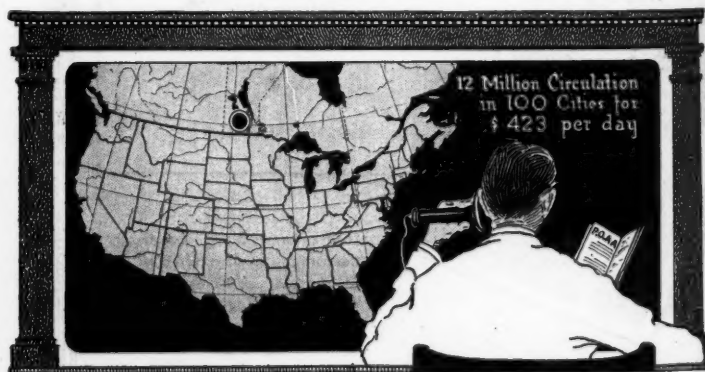 12 Million Circulation
in 100 Cities for
$423 per day
P.O.A.A.